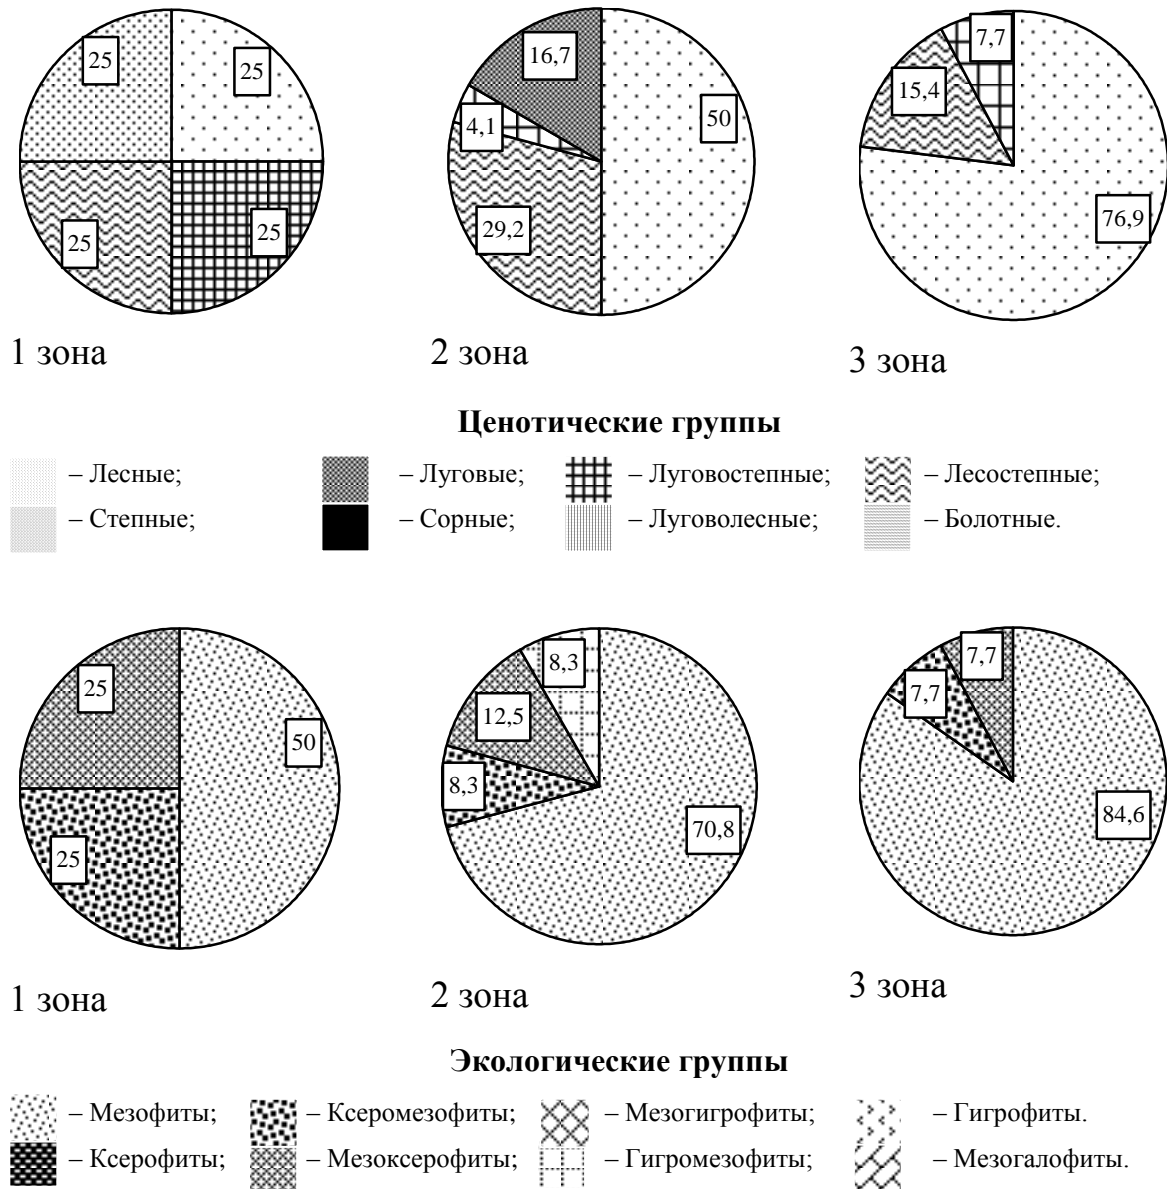 25
25
25
25
1 зона
16,7
4,1
50
29,2
2 зона
7,7
15,4
76,9
3 зона
Ценотические группы
– Лесные; – Луговые; – Луговостепные; – Лесостепные;
– Степные; – Сорные; – Луговолесные; – Болотные.
25
50
25
1 зона
8,3
12,5
8,3
70,8
2 зона
7,7
7,7
84,6
3 зона
Экологические группы
– Мезофиты; – Ксеромезофиты; – Мезогигрофиты; – Гигрофиты.
– Ксерофиты; – Мезоксерофиты; – Гигромезофиты; – Мезогалофиты.